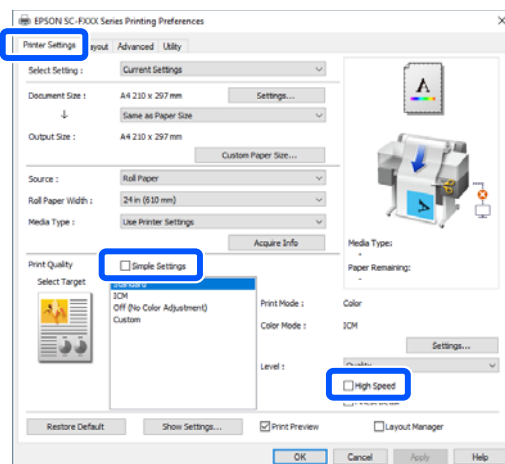 EPSON SC-FXXX Series Printing Preferences
Printer Settings yout Advanced Utility
Select Setting : Current Settings
Document Size : A4 210 x 297 mm Settings...
Same as Paper Size
Output Size : A4 210 x 297 mm
Custom Paper Size...
Source : Roll Paper
Roll Paper Width : 24 in (610 mm)
Media Type : Use Printer Settings
Acquire Info
Media Type:
-
Paper Remaining:
-
Print Quality Simple Settings
Select Target Standard
ICM
Off (No Color Adjustment)
Custom
Print Mode : Color
Color Mode : ICM
Settings...
Level : Quality
High Speed
Restore Default Show Settings... Print Preview Layout Manager
OK Cancel Apply Help
A
A